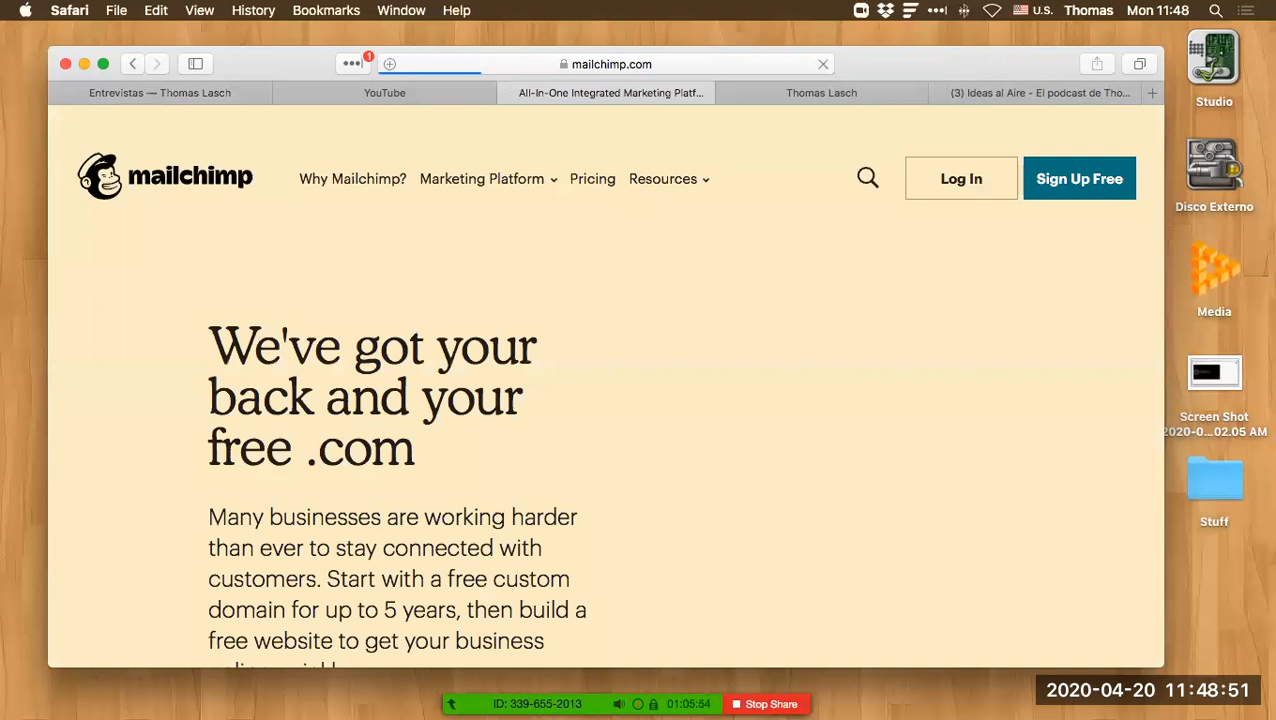 Safari File Edit View History Bookmarks Window Help U.S. Thomas Mon 11:48
1 mailchimp.com
Entrevistas — Thomas Lasch YouTube All-In-One Integrated Marketing Platf... Thomas Lasch (3) Ideas al Aire - El podcast de Tho...
mailchimp Why Mailchimp? Marketing Platform Pricing Resources Log In Sign Up Free
We've got your
back and your
free .com
Many businesses are working harder
than ever to stay connected with
customers. Start with a free custom
domain for up to 5 years, then build a
free website to get your business
Studio
Disco Externo
Media
Screen Shot
2020-0...02.05 AM
Stuff
ID: 339-655-2013 01:05:54 Stop Share
2020-04-20 11:48:51